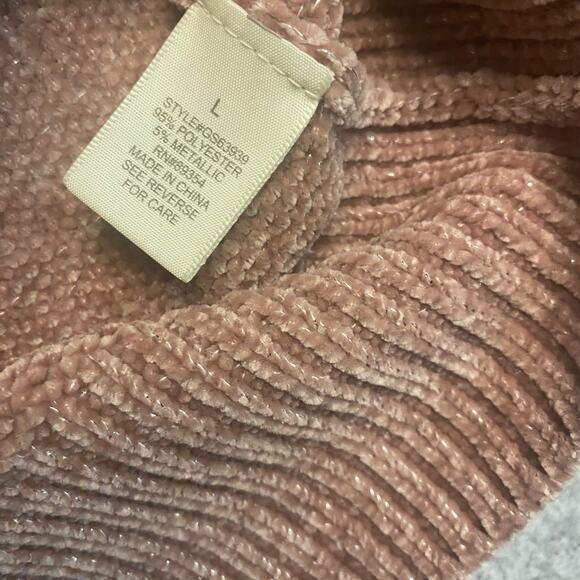 L
STYLE#GS63939
95% POLYESTER
5% METALLIC
RN#89354
MADE IN CHINA
SEE REVERSE
FOR CARE